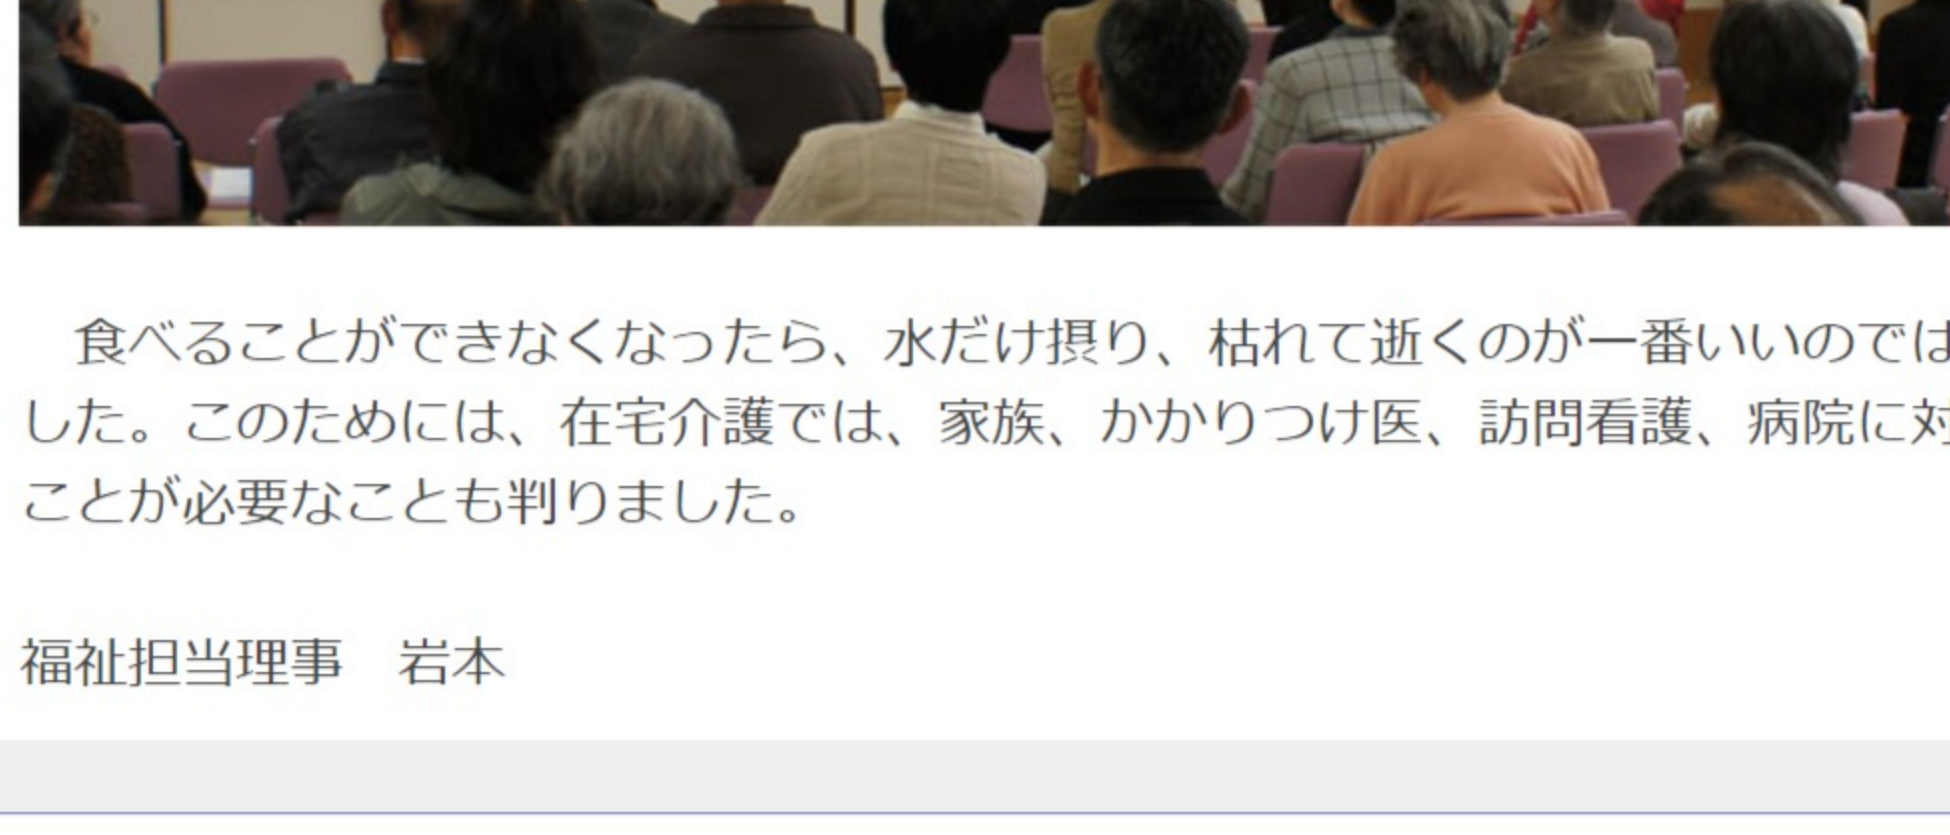 食べることができなくなったら、水だけ摂り、枯れて逝くのが一番いいのでは
した。このためには、在宅介護では、家族、かかりつけ医、訪問看護、病院に対
ことが必要なことも判りました。
福祉担当理事　岩本